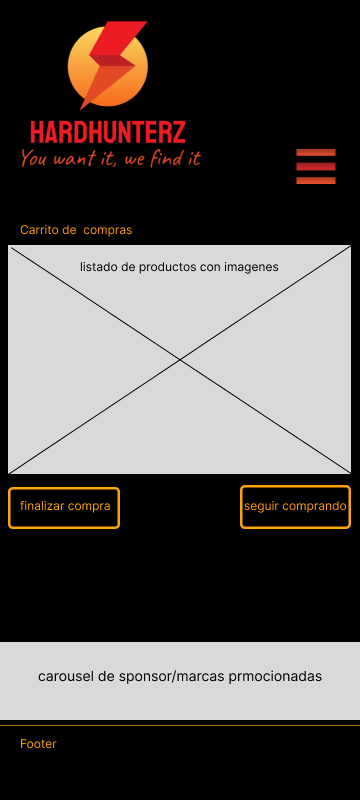 HARDHUNTERZ
You want it, we find it
Carrito de  compras
listado de productos con imagenes
finalizar compra
seguir comprando
carousel de sponsor/marcas prmocionadas
Footer